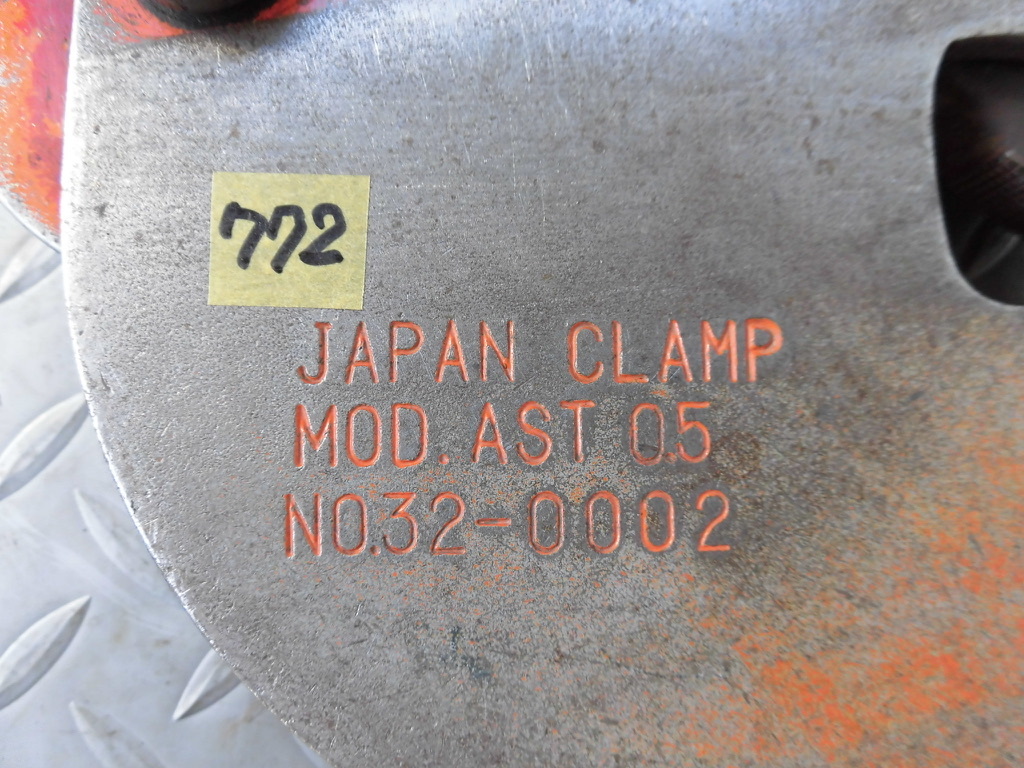 772
JAPAN CLAMP
MOD. AST 0.5
NO.32-0002